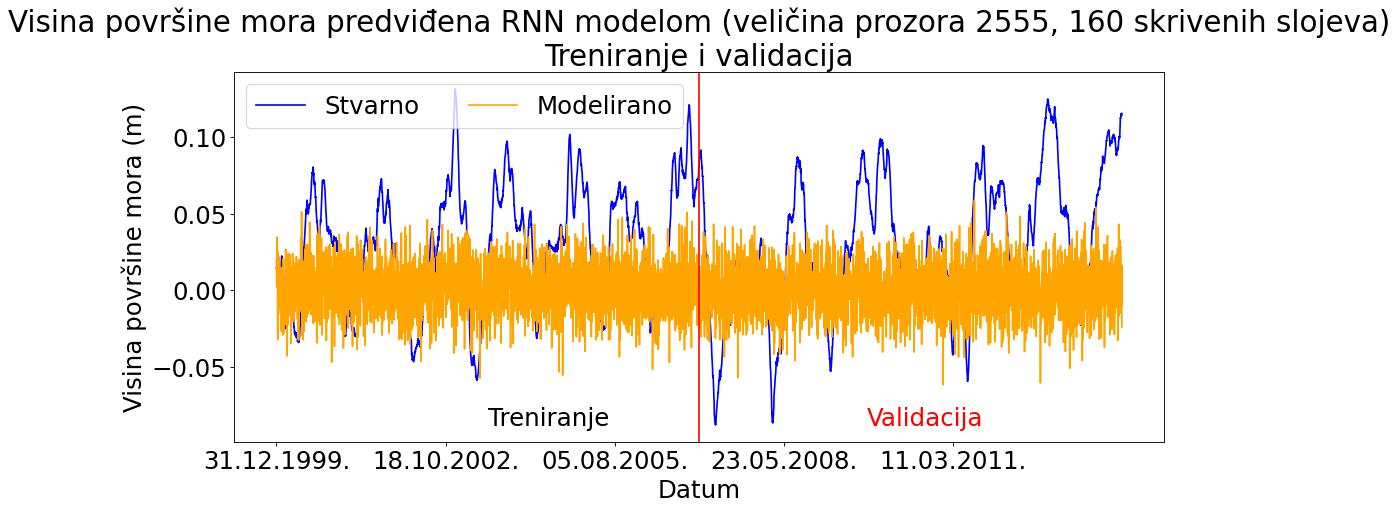 Visina površine mora predviđena RNN modelom (veličina prozora 2555, 160 skrivenih slojeva)
Treniranje i validacija
Stvarno
Modelirano
Visina površine mora (m)
0.10
0.05
0.00
−0.05
Treniranje
Validacija
31.12.1999.
18.10.2002.
05.08.2005.
23.05.2008.
11.03.2011.
Datum